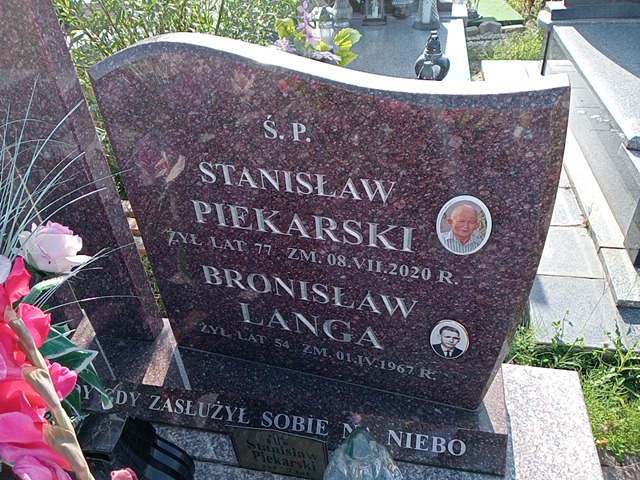 Ś. P.
STANISŁAW
PIEKARSKI
ŻYŁ LAT 77 ZM. 08.VII.2020 R.
BRONISŁAW
LANGA
ŻYŁ LAT 54 ZM. 01.IV.1967 R.
ZASŁUŻYŁ SOBIE NIEBO
Stanisław
Piekarski